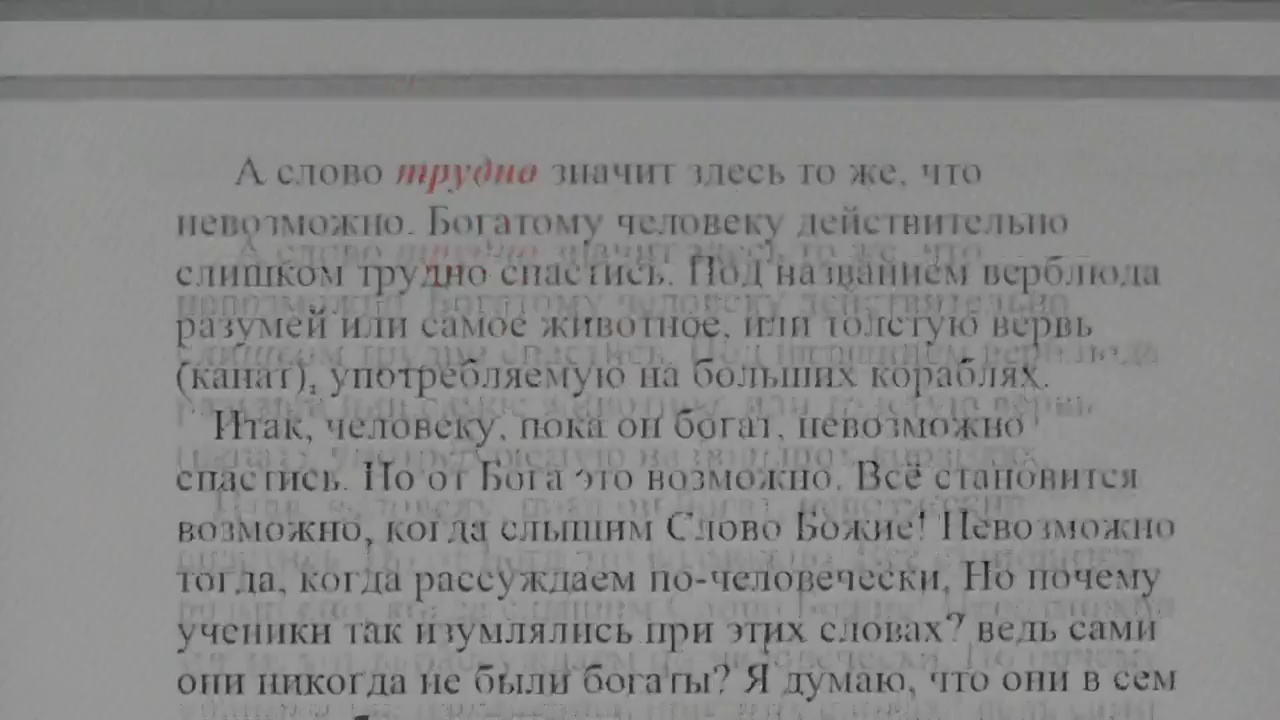 А слово трудно значит здесь то же, что
невозможно. Богатому человеку действительно
слишком трудно спастись. Под названием верблюда
разумей или самое животное, или толстую вервь
(канат), употребляемую на больших кораблях.
Итак, человеку, пока он богат, невозможно
спастись. Но от Бога это возможно. Всё становится
возможно, когда слышим Слово Божие! Невозможно
тогда, когда рассуждаем по-человечески. Но почему
ученики так изумлялись при этих словах? ведь сами
они никогда не были богаты? Я думаю, что они в сем